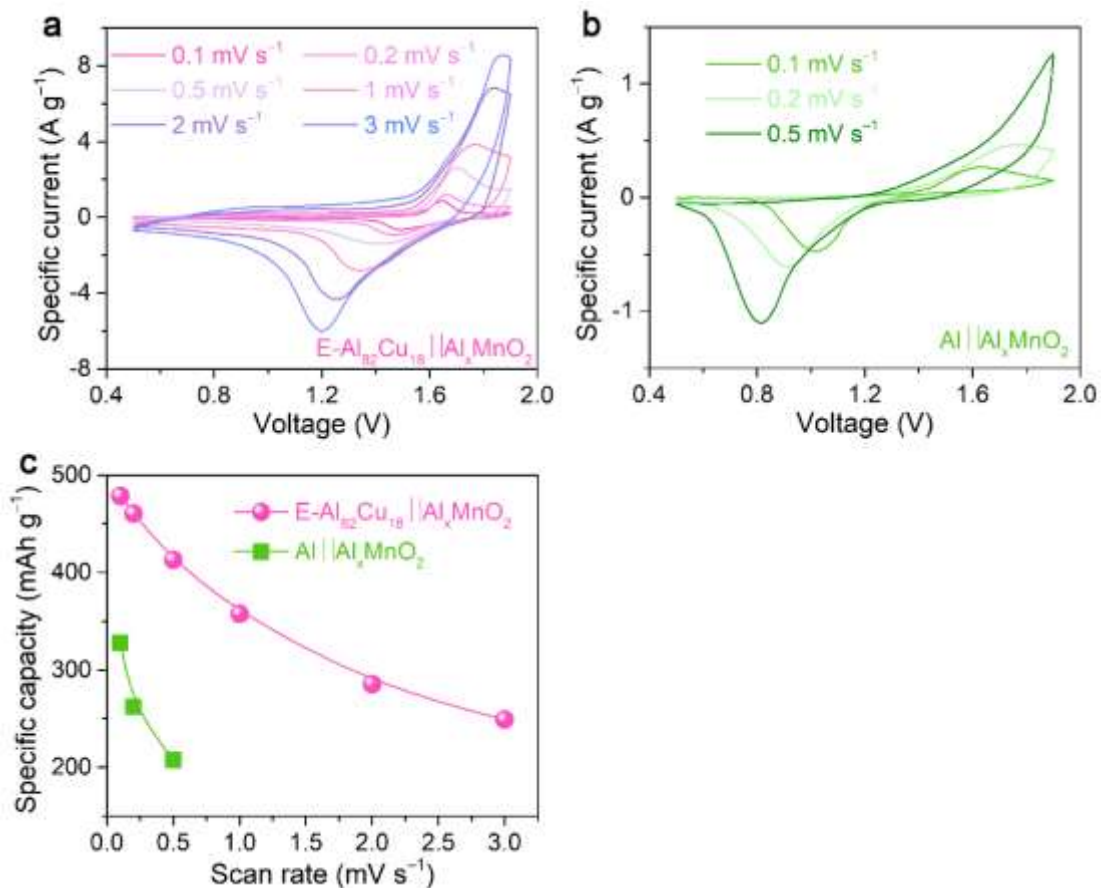 a
8
4
0
-4
-8
Specific current (A g⁻¹)
0.1 mV s⁻¹ 0.2 mV s⁻¹
0.5 mV s⁻¹ 1 mV s⁻¹
2 mV s⁻¹ 3 mV s⁻¹
E-Al₈₂Cu₁₈||AlₓMnO₂
0.4 0.8 1.2 1.6 2.0
Voltage (V)
b
1
0
-1
Specific current (A g⁻¹)
0.1 mV s⁻¹
0.2 mV s⁻¹
0.5 mV s⁻¹
Al||AlₓMnO₂
0.4 0.8 1.2 1.6 2.0
Voltage (V)
c
500
400
300
200
Specific capacity (mAh g⁻¹)
E-Al₈₂Cu₁₈||AlₓMnO₂
Al||AlₓMnO₂
0.0 0.5 1.0 1.5 2.0 2.5 3.0
Scan rate (mV s⁻¹)